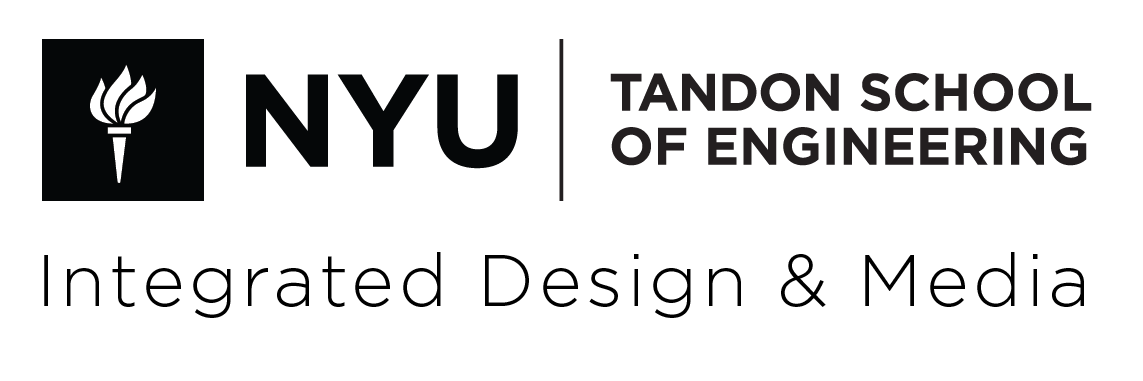 NYU
TANDON SCHOOL
OF ENGINEERING
Integrated Design & Media